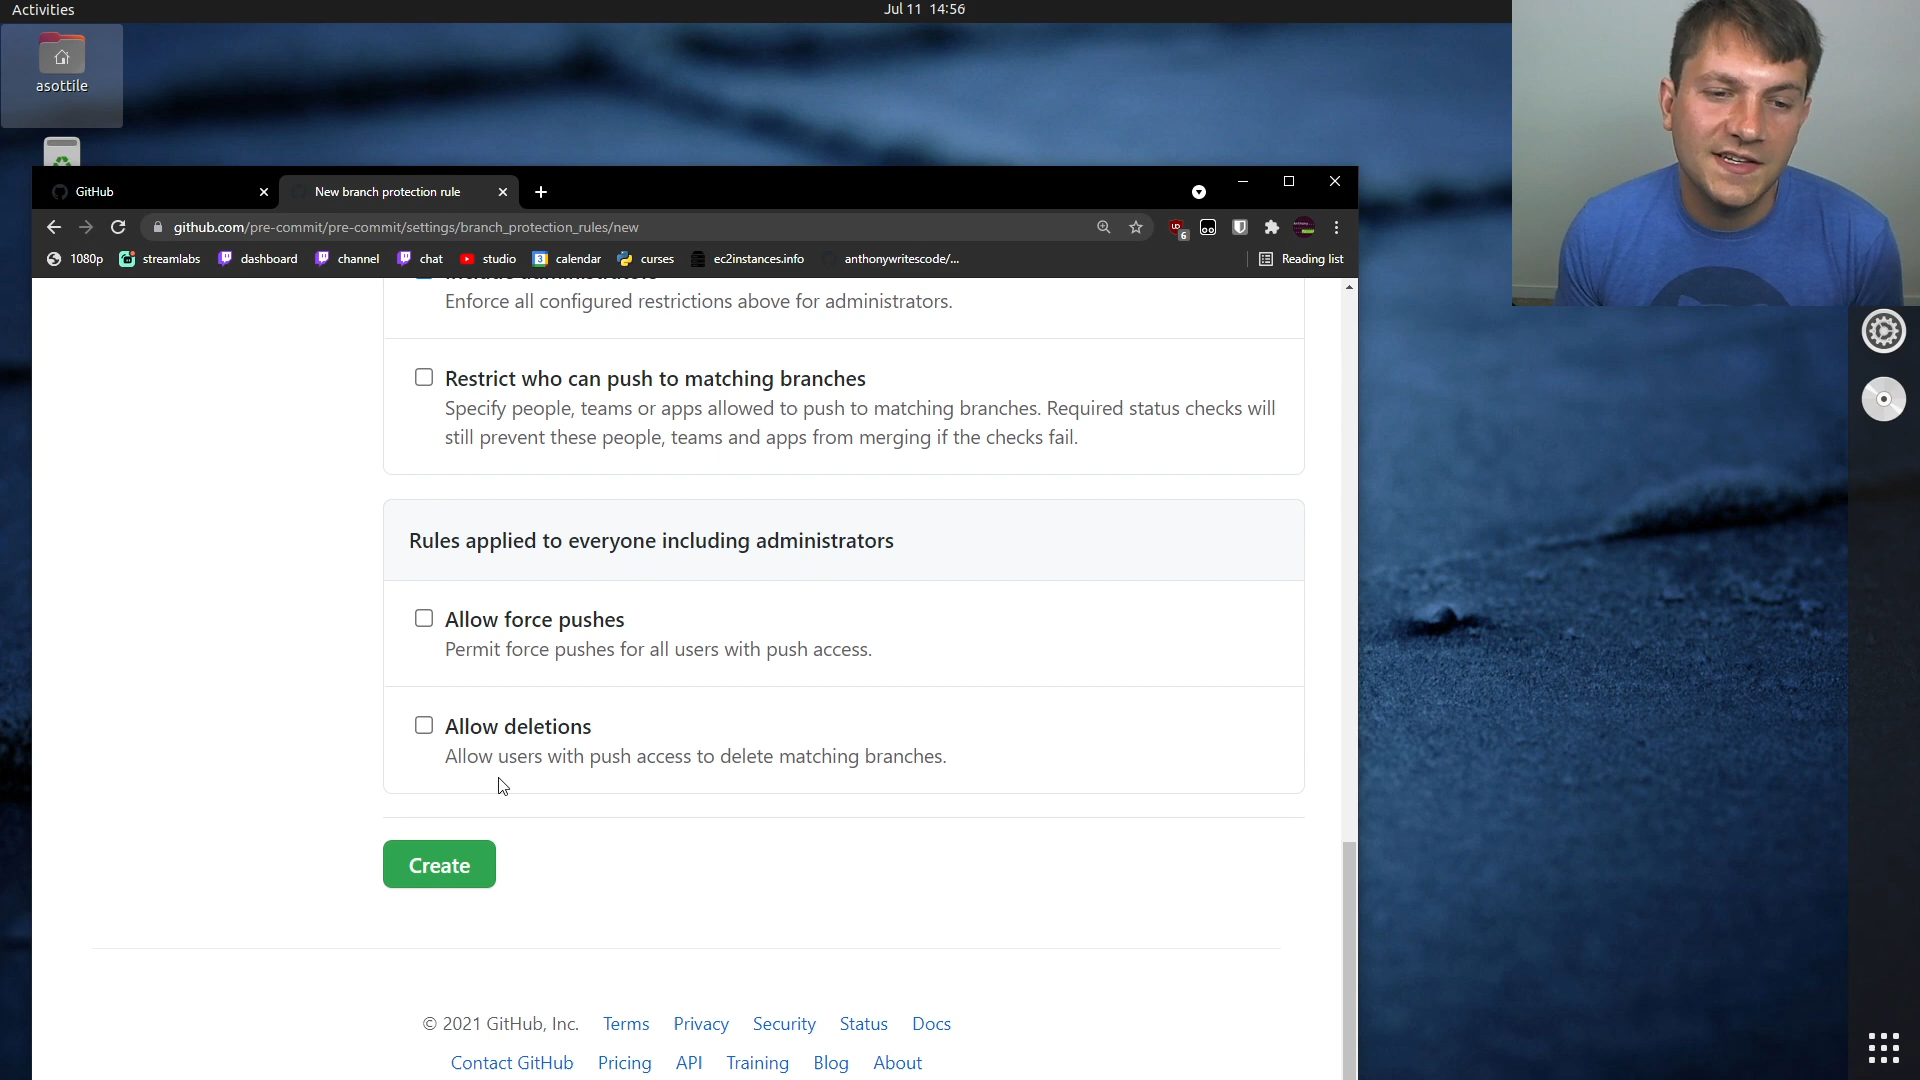 Activities
Jul 11 14:56
asottile
GitHub
New branch protection rule
github.com/pre-commit/pre-commit/settings/branch_protection_rules/new
6
1080p
streamlabs
dashboard
channel
chat
studio
3
calendar
curses
ec2instances.info
anthonywritescode/...
Reading list
Include administrators
Enforce all configured restrictions above for administrators.
Restrict who can push to matching branches
Specify people, teams or apps allowed to push to matching branches. Required status checks will
still prevent these people, teams and apps from merging if the checks fail.
Rules applied to everyone including administrators
Allow force pushes
Permit force pushes for all users with push access.
Allow deletions
Allow users with push access to delete matching branches.
Create
© 2021 GitHub, Inc. Terms Privacy Security Status Docs
Contact GitHub Pricing API Training Blog About